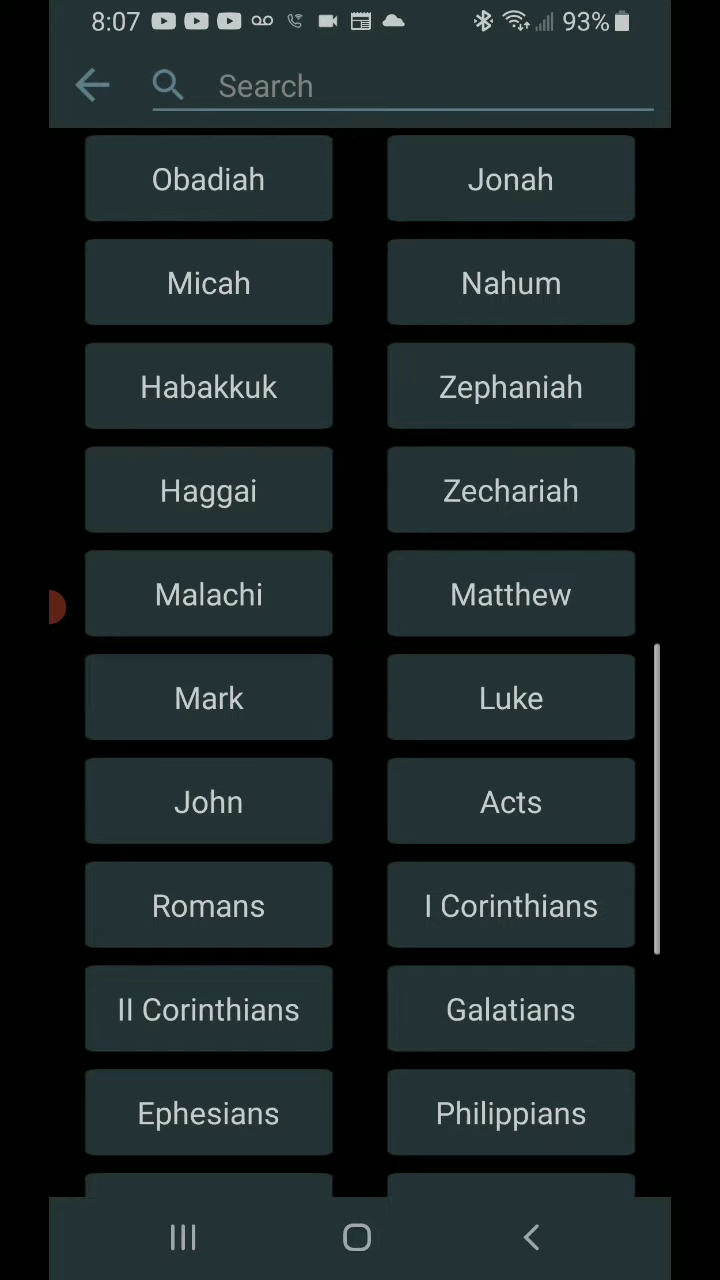 8:07 93%
Search
Obadiah Jonah
Micah Nahum
Habakkuk Zephaniah
Haggai Zechariah
Malachi Matthew
Mark Luke
John Acts
Romans I Corinthians
II Corinthians Galatians
Ephesians Philippians